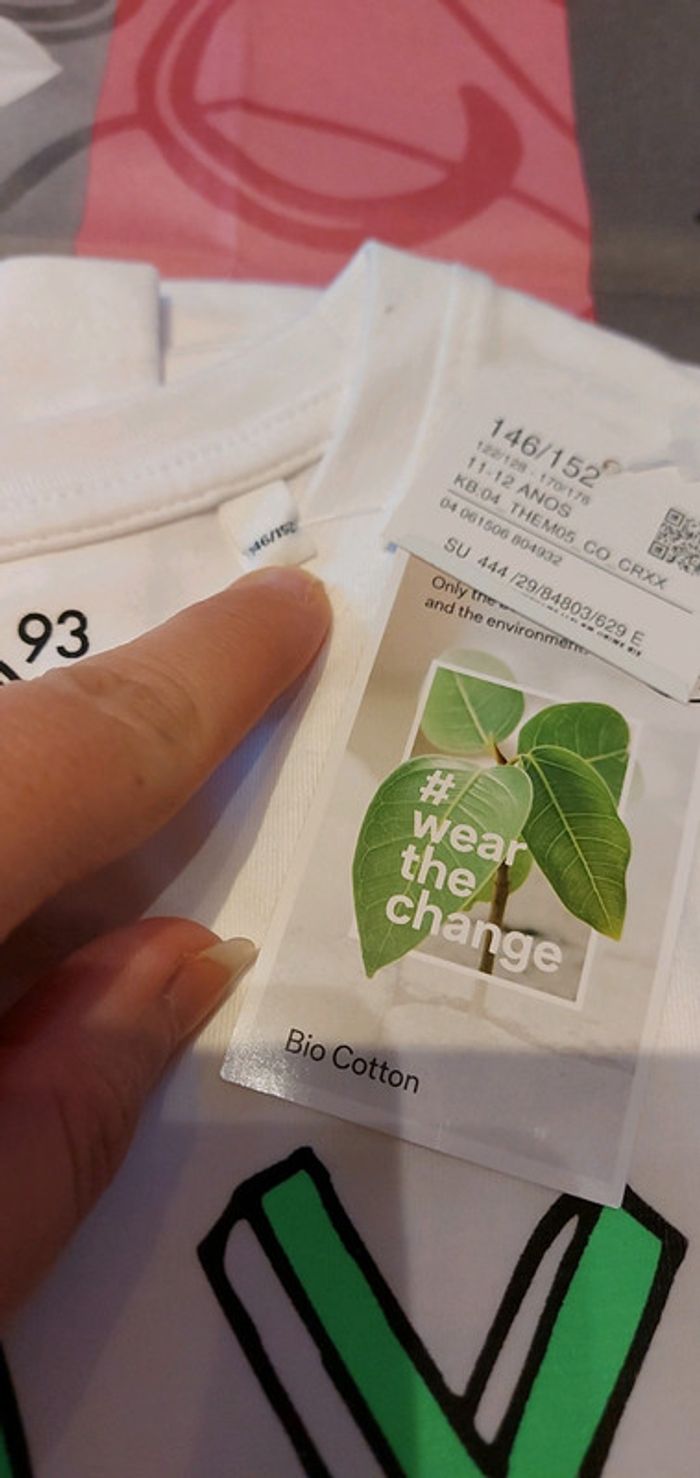 146/152
122/128 - 170/176
11-12 ANOS
KB.04_THEM05_CO_CRXX
04 061506 804932
SU 444 /29/84803/629 E
Only the
and the environment
146/152
93
#
wear
the
change
Bio Cotton